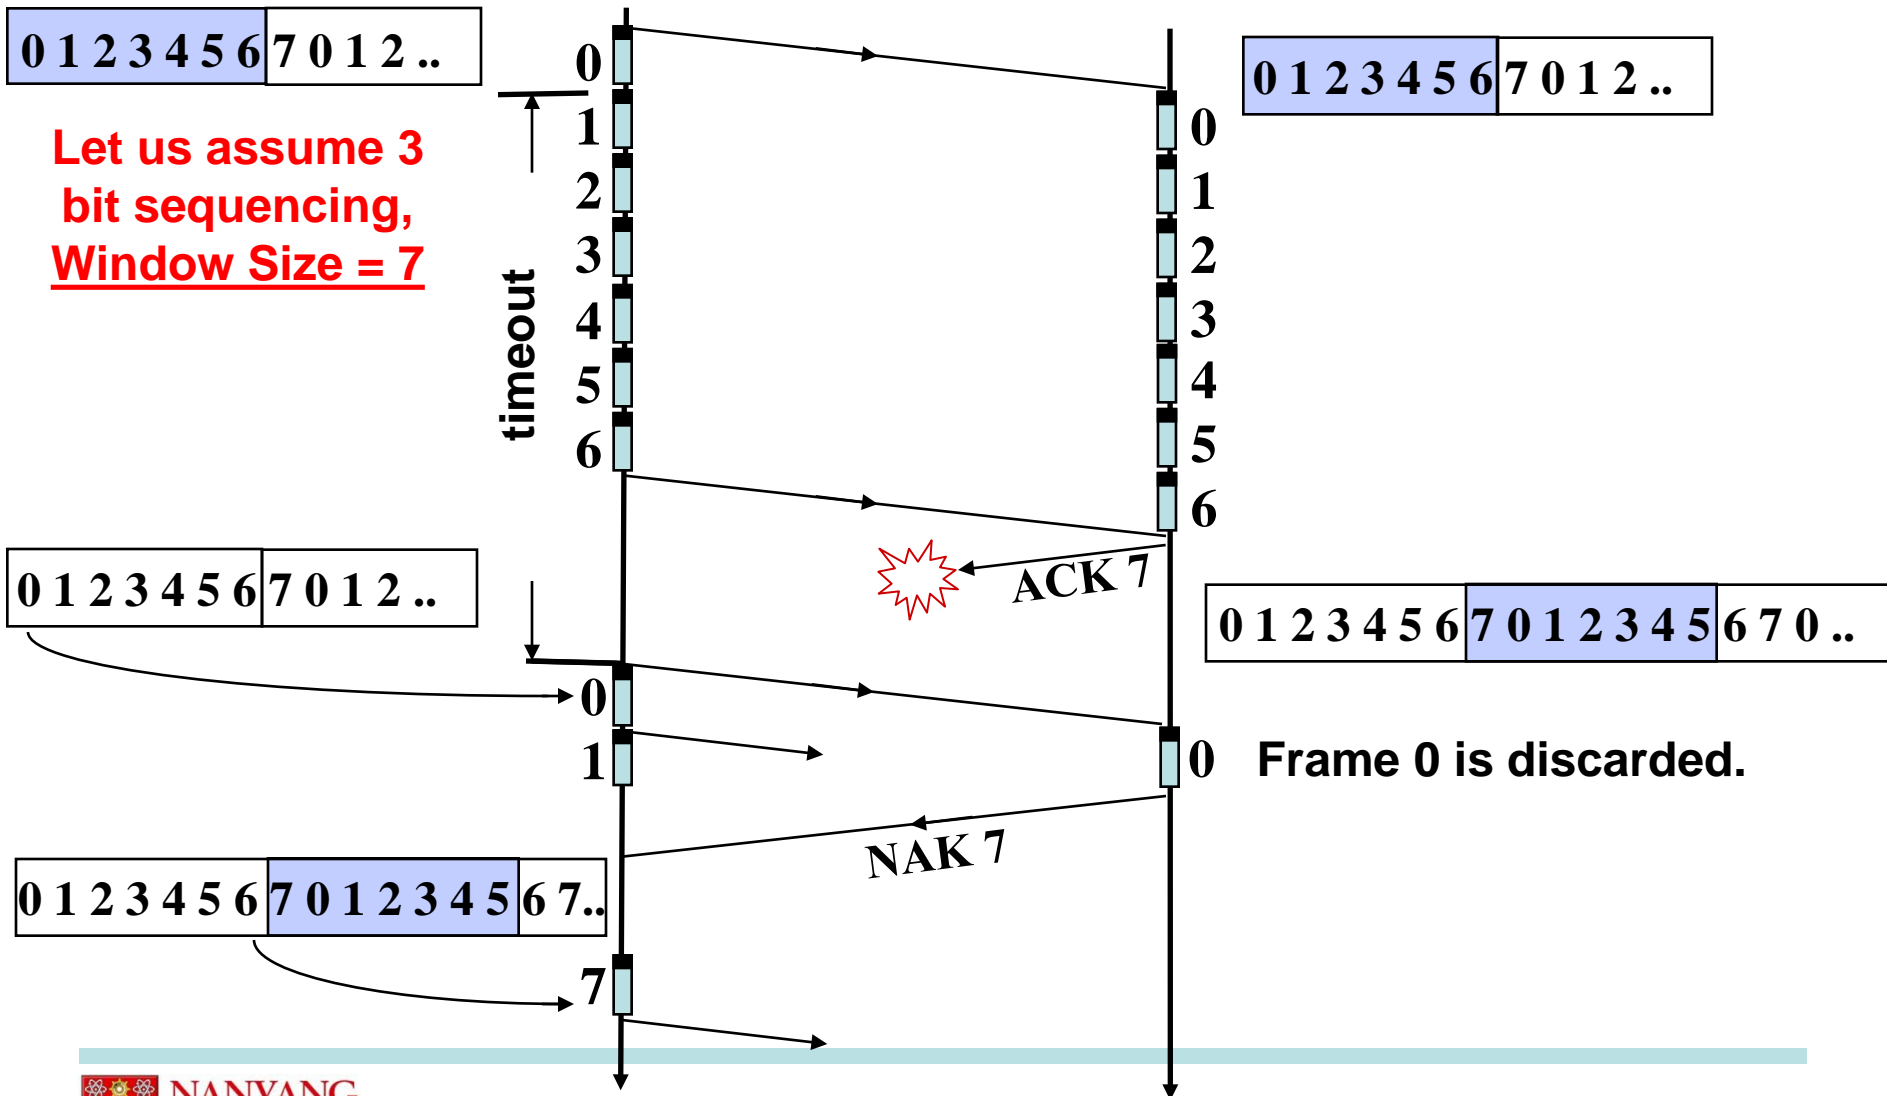 0 1 2 3 4 5 6 7 0 1 2 ..
Let us assume 3
bit sequencing,
Window Size = 7
timeout
0
1
2
3
4
5
6
0 1 2 3 4 5 6 7 0 1 2 ..
0
1
2
3
4
5
6
ACK 7
0 1 2 3 4 5 6 7 0 1 2 ..
0 1 2 3 4 5 6 7 0 1 2 3 4 5 6 7 0 ..
0
1
0 Frame 0 is discarded.
NAK 7
0 1 2 3 4 5 6 7 0 1 2 3 4 5 6 7..
7
NANYANG